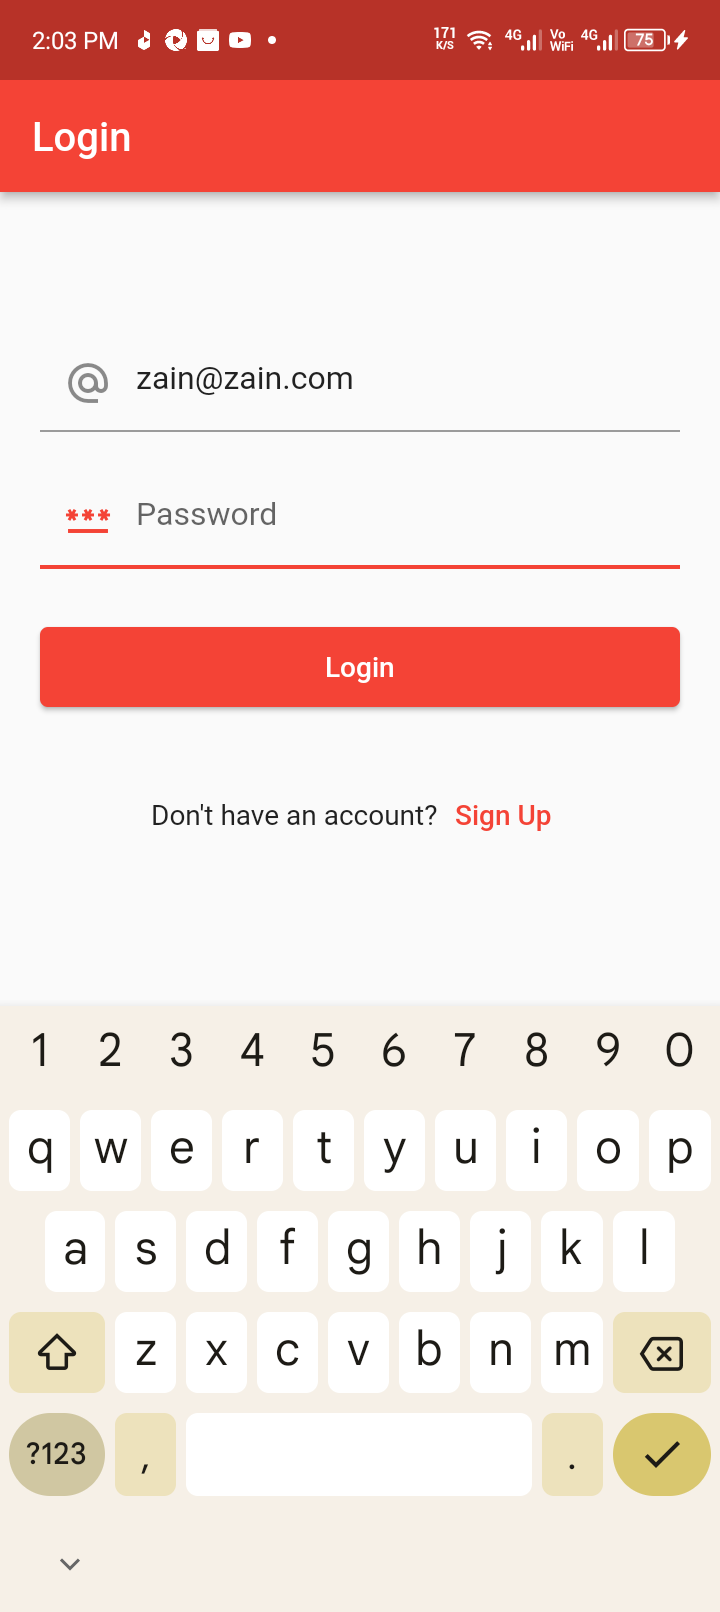 2:03 PM 171 K/S 4G Vo WiFi 4G 75
Login
zain@zain.com
*** Password
Login
Don't have an account? Sign Up
1 2 3 4 5 6 7 8 9 0
q w e r t y u i o p
a s d f g h j k l
z x c v b n m
?123 , .